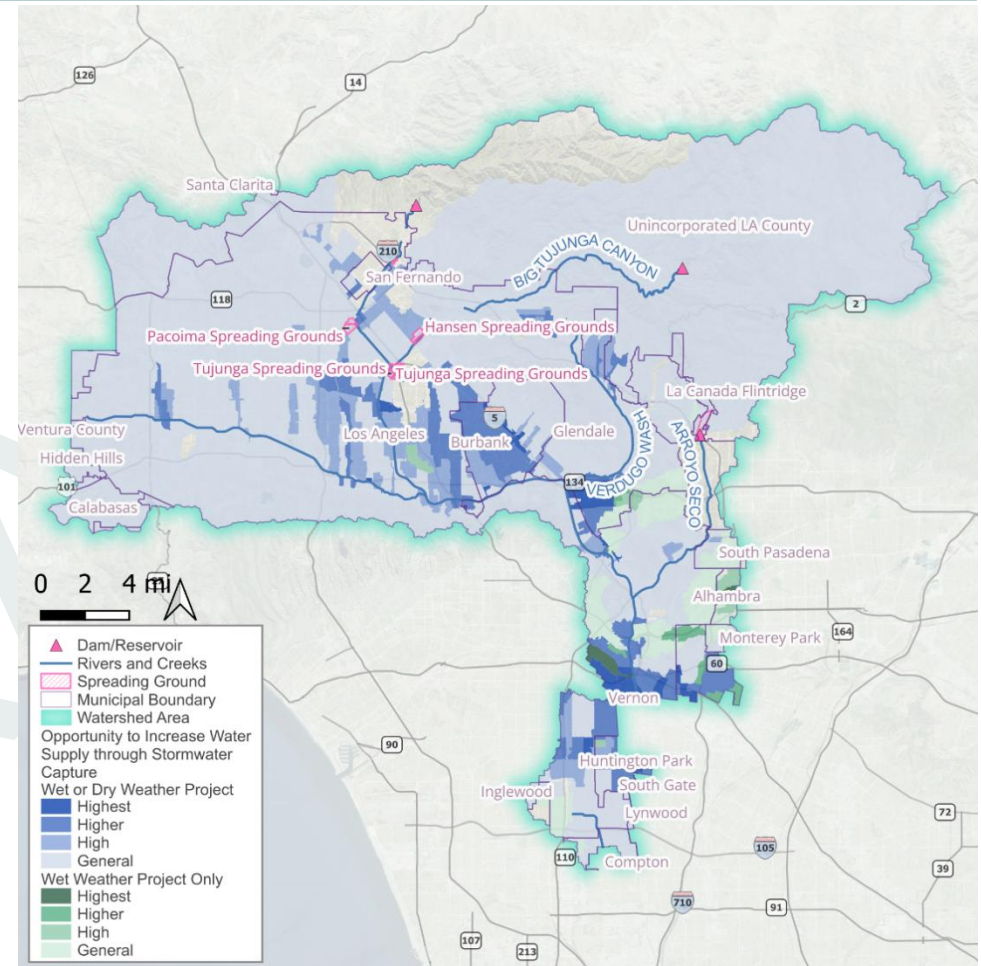 126
14
Santa Clarita
Unincorporated LA County
210
BIG TUJUNGA CANYON
San Fernando
118
2
Pacoima Spreading Grounds
Hansen Spreading Grounds
Tujunga Spreading Grounds
Tujunga Spreading Grounds
La Canada Flintridge
5
Ventura County
Los Angeles
Burbank
Glendale
VERDUGO WASH
ARROYO SECO
Hidden Hills
101
134
Calabasas
South Pasadena
0 2 4 mi
Alhambra
164
Monterey Park
60
Vernon
Dam/Reservoir
Rivers and Creeks
Spreading Ground
Municipal Boundary
Watershed Area
Opportunity to Increase Water
Supply through Stormwater
Capture
Wet or Dry Weather Project
Highest
Higher
High
General
Wet Weather Project Only
Highest
Higher
High
General
90
Huntington Park
Inglewood
South Gate
Lynwood
72
105
110
Compton
39
710
91
107
213